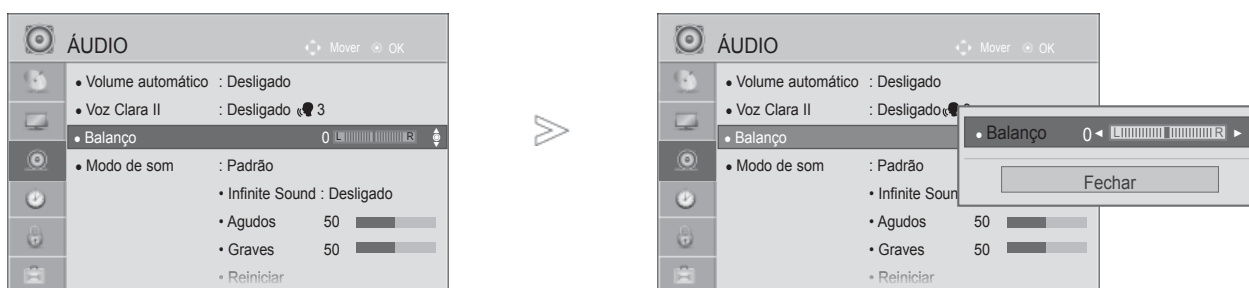 ÁUDIO
Mover OK
• Volume automático : Desligado
• Voz Clara II : Desligado 3
• Balanço 0 L R
• Modo de som : Padrão
• Infinite Sound : Desligado
• Agudos 50
• Graves 50
• Reiniciar
ÁUDIO
Mover OK
• Volume automático : Desligado
• Voz Clara II : Desligado
• Balanço
• Modo de som : Padrão
• Infinite Soun
• Agudos 50
• Graves 50
• Reiniciar
• Balanço 0 ◄ L R ►
Fechar